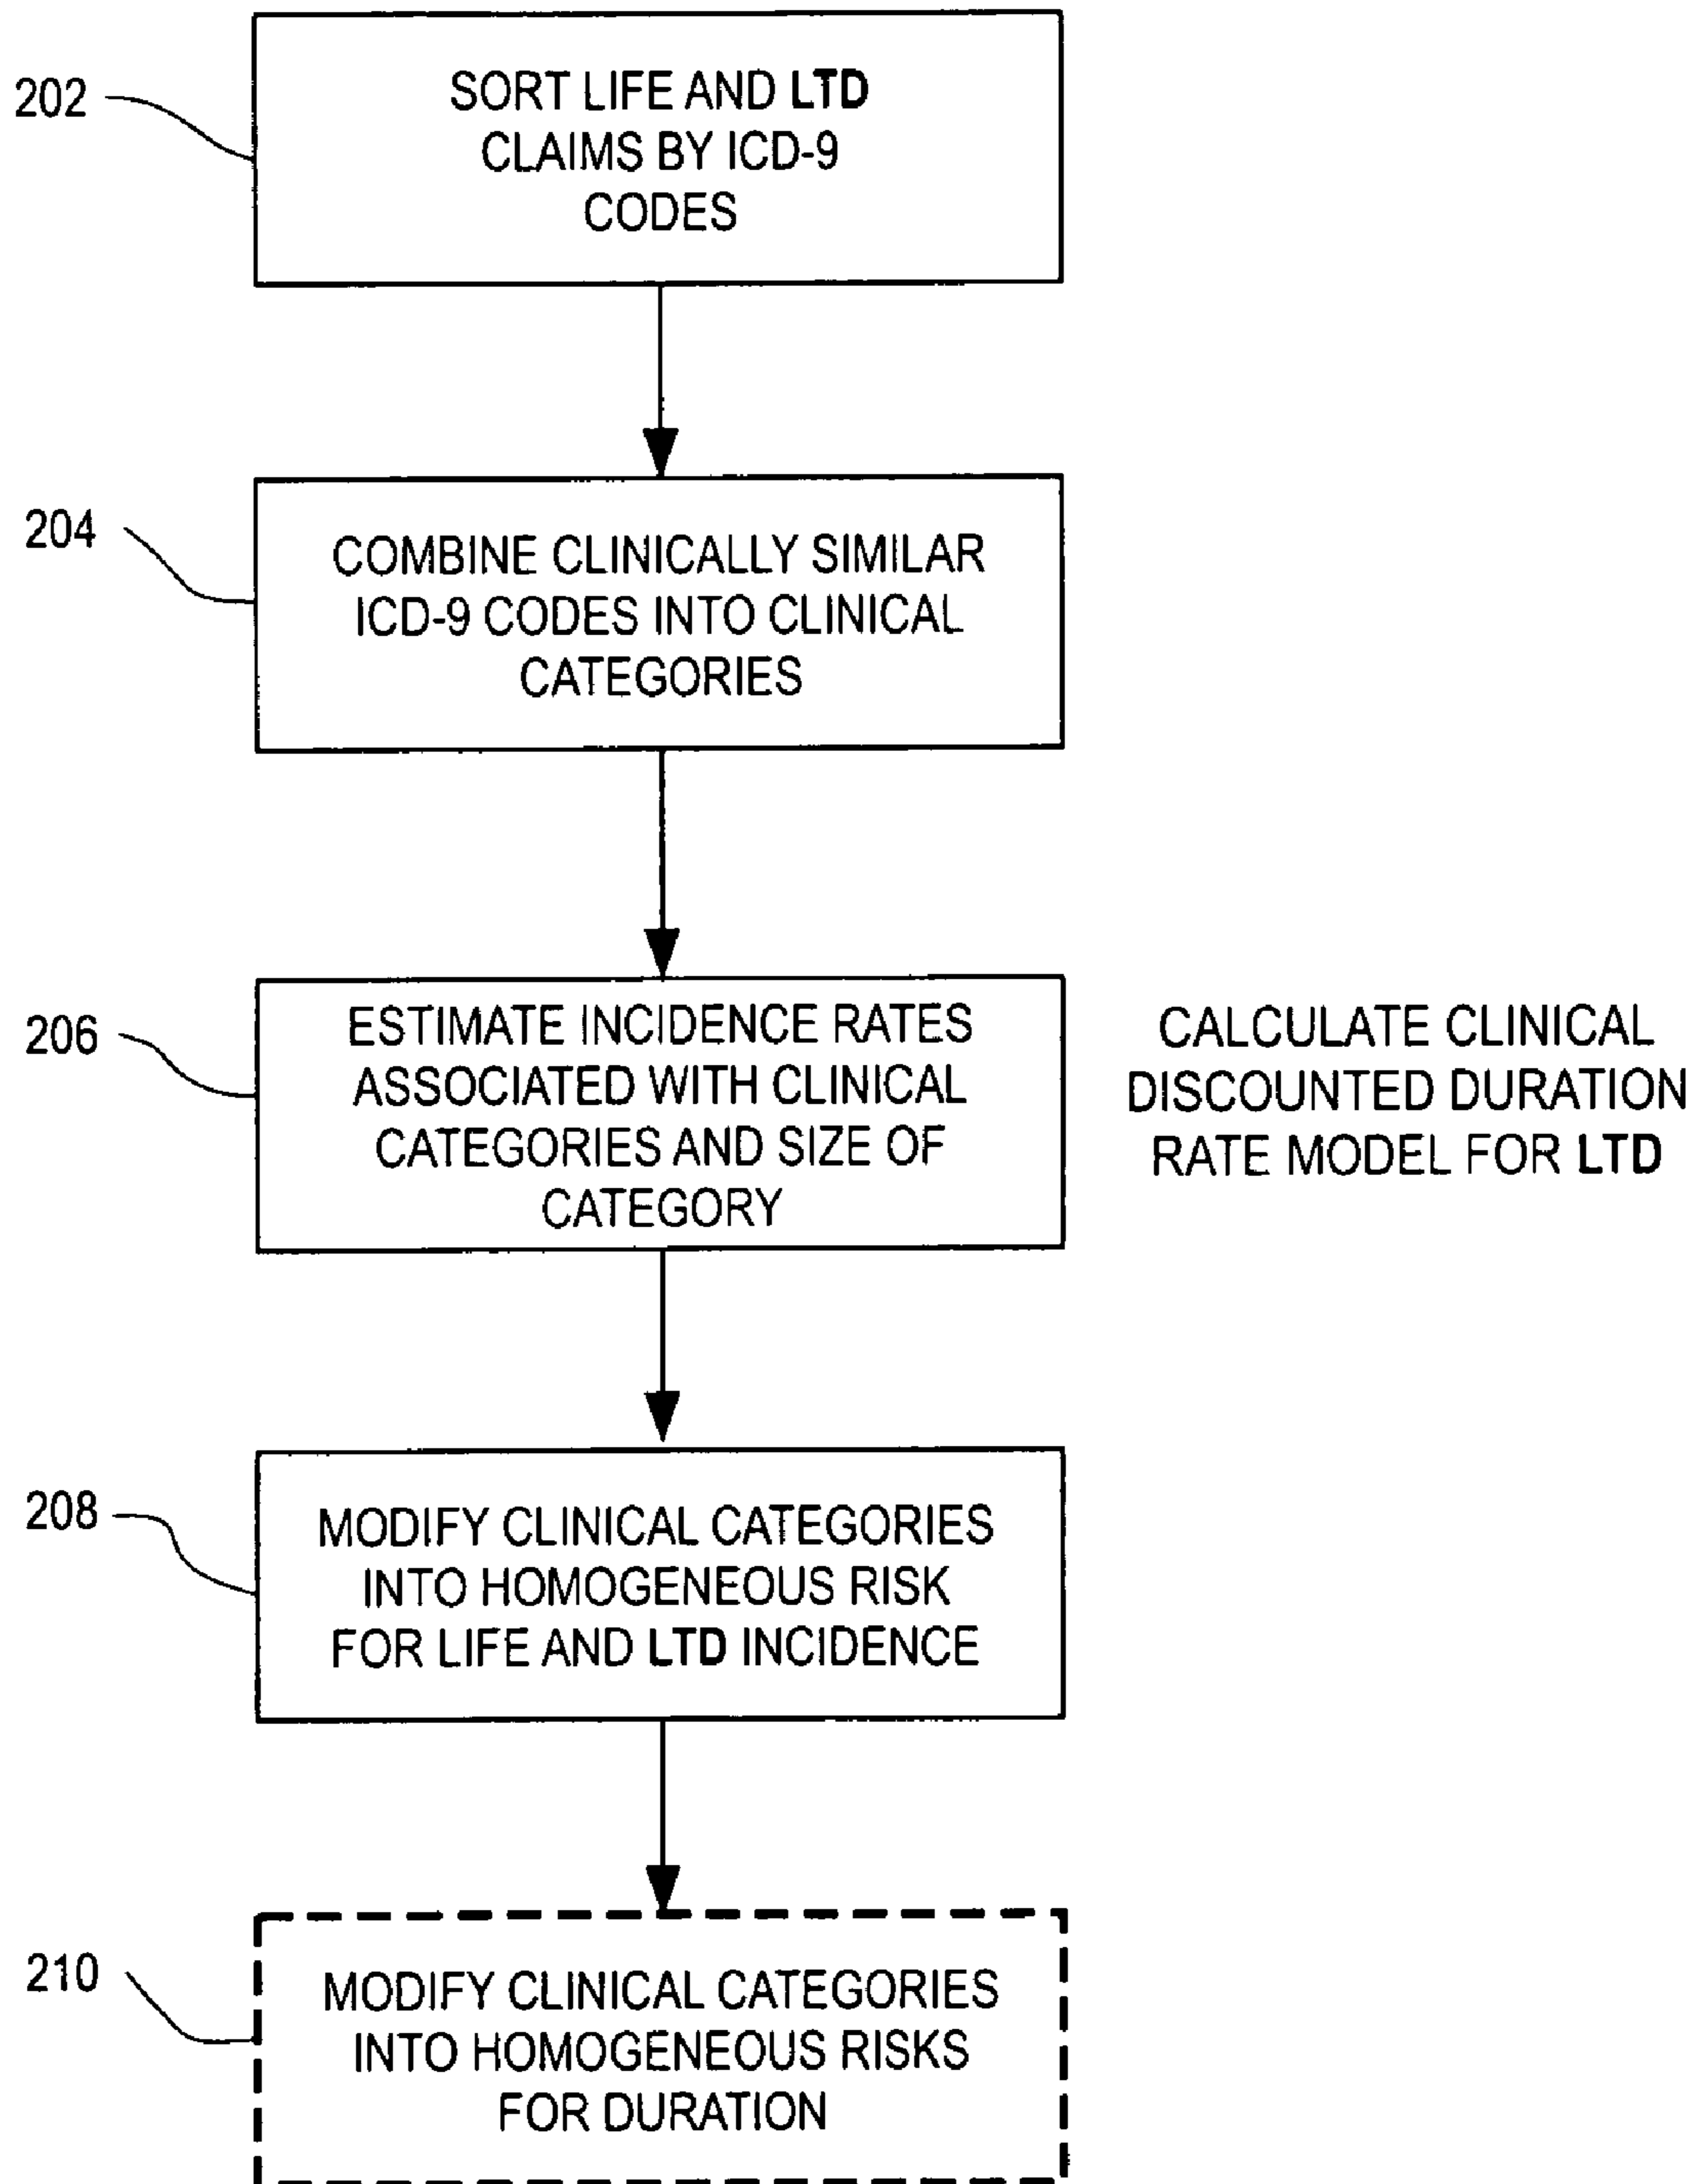 202
SORT LIFE AND LTD
CLAIMS BY ICD-9
CODES
204
COMBINE CLINICALLY SIMILAR
ICD-9 CODES INTO CLINICAL
CATEGORIES
206
ESTIMATE INCIDENCE RATES
ASSOCIATED WITH CLINICAL
CATEGORIES AND SIZE OF
CATEGORY
CALCULATE CLINICAL
DISCOUNTED DURATION
RATE MODEL FOR LTD
208
MODIFY CLINICAL CATEGORIES
INTO HOMOGENEOUS RISK
FOR LIFE AND LTD INCIDENCE
210
MODIFY CLINICAL CATEGORIES
INTO HOMOGENEOUS RISKS
FOR DURATION